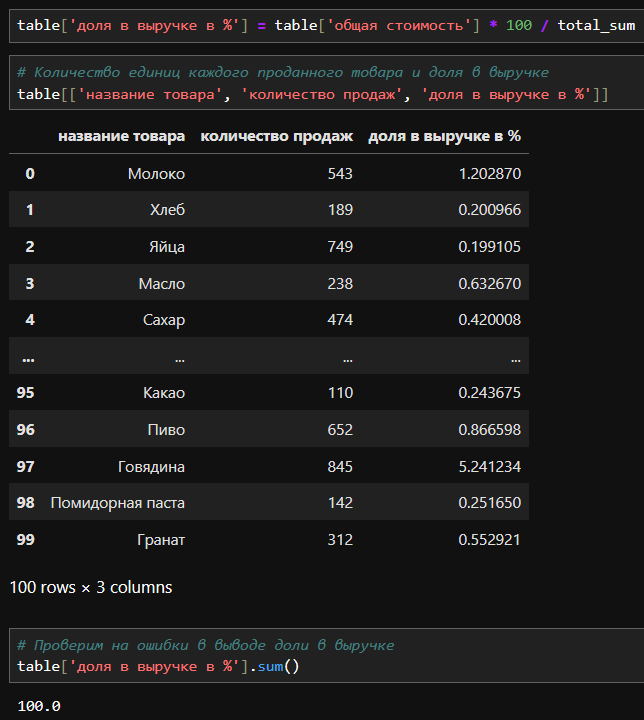 table['доля в выручке в %'] = table['общая стоимость'] * 100 / total_sum
# Количество единиц каждого проданного товара и доля в выручке
table[['название товара', 'количество продаж', 'доля в выручке в %']]
название товара количество продаж доля в выручке в %
0 Молоко 543 1.202870
1 Хлеб 189 0.200966
2 Яйца 749 0.199105
3 Масло 238 0.632670
4 Сахар 474 0.420008
... ... ... ...
95 Какао 110 0.243675
96 Пиво 652 0.866598
97 Говядина 845 5.241234
98 Помидорная паста 142 0.251650
99 Гранат 312 0.552921
100 rows × 3 columns
# Проверим на ошибки в выводе доли в выручке
table['доля в выручке в %'].sum()
100.0